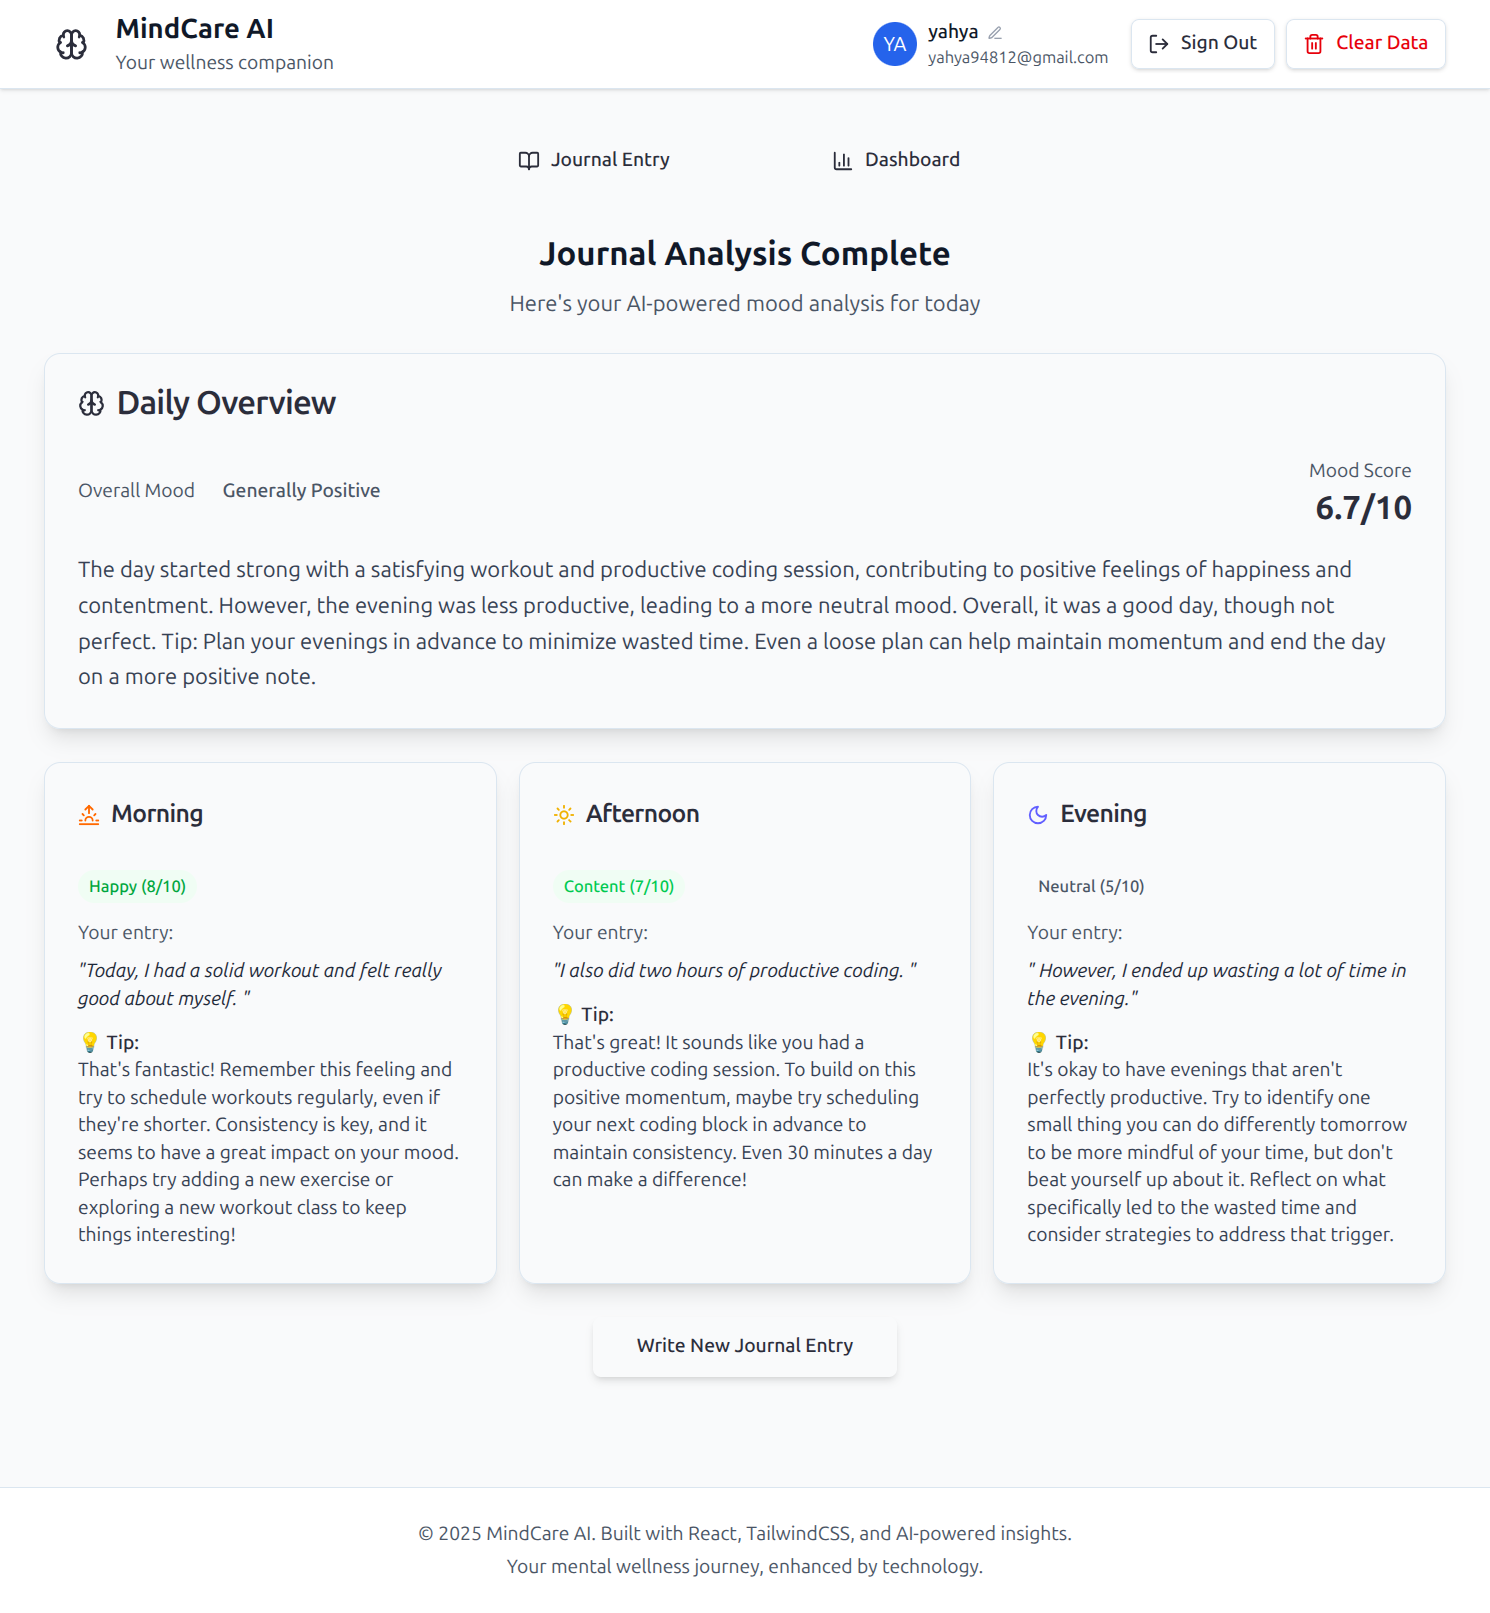 MindCare AI
Your wellness companion
YA
yahya
yahya94812@gmail.com
Sign Out
Clear Data
Journal Entry
Dashboard
Journal Analysis Complete
Here's your AI-powered mood analysis for today
Daily Overview
Overall Mood
Generally Positive
Mood Score
6.7/10
The day started strong with a satisfying workout and productive coding session, contributing to positive feelings of happiness and
contentment. However, the evening was less productive, leading to a more neutral mood. Overall, it was a good day, though not
perfect. Tip: Plan your evenings in advance to minimize wasted time. Even a loose plan can help maintain momentum and end the day
on a more positive note.
Morning
Happy (8/10)
Your entry:
"Today, I had a solid workout and felt really
good about myself. "
💡 Tip:
That's fantastic! Remember this feeling and
try to schedule workouts regularly, even if
they're shorter. Consistency is key, and it
seems to have a great impact on your mood.
Perhaps try adding a new exercise or
exploring a new workout class to keep
things interesting!
Afternoon
Content (7/10)
Your entry:
"I also did two hours of productive coding. "
💡 Tip:
That's great! It sounds like you had a
productive coding session. To build on this
positive momentum, maybe try scheduling
your next coding block in advance to
maintain consistency. Even 30 minutes a day
can make a difference!
Evening
Neutral (5/10)
Your entry:
" However, I ended up wasting a lot of time in
the evening."
💡 Tip:
It's okay to have evenings that aren't
perfectly productive. Try to identify one
small thing you can do differently tomorrow
to be more mindful of your time, but don't
beat yourself up about it. Reflect on what
specifically led to the wasted time and
consider strategies to address that trigger.
Write New Journal Entry
© 2025 MindCare AI. Built with React, TailwindCSS, and AI-powered insights.
Your mental wellness journey, enhanced by technology.